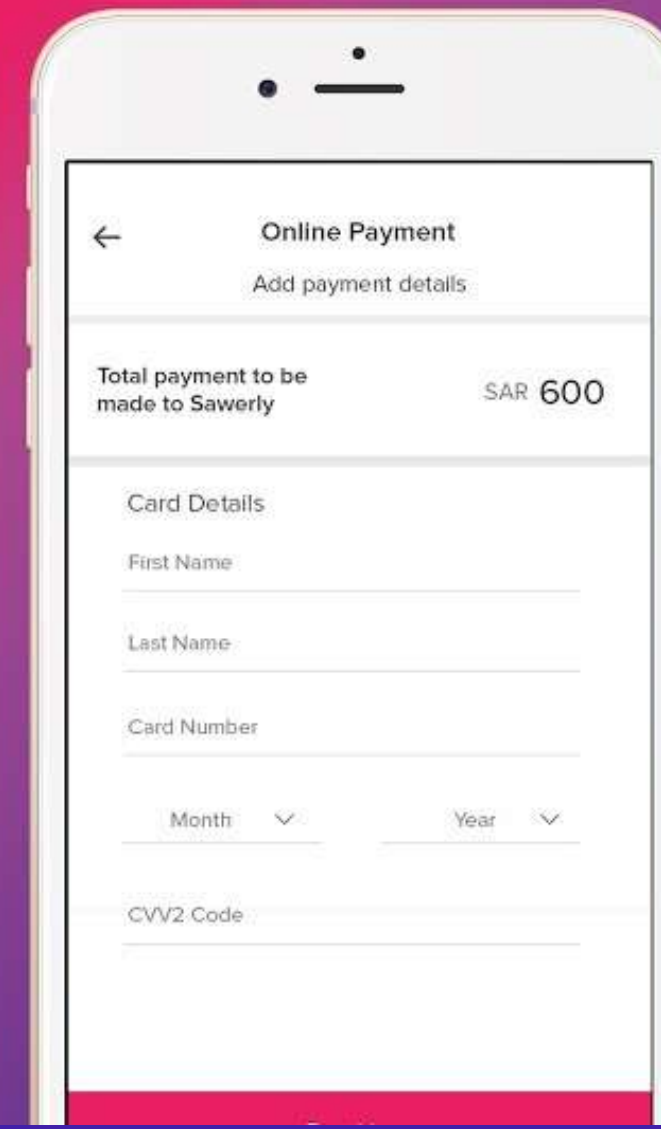 Online Payment
Add payment details
Total payment to be
made to Sawerly
SAR 600
Card Details
First Name
Last Name
Card Number
Month
Year
CVV2 Code